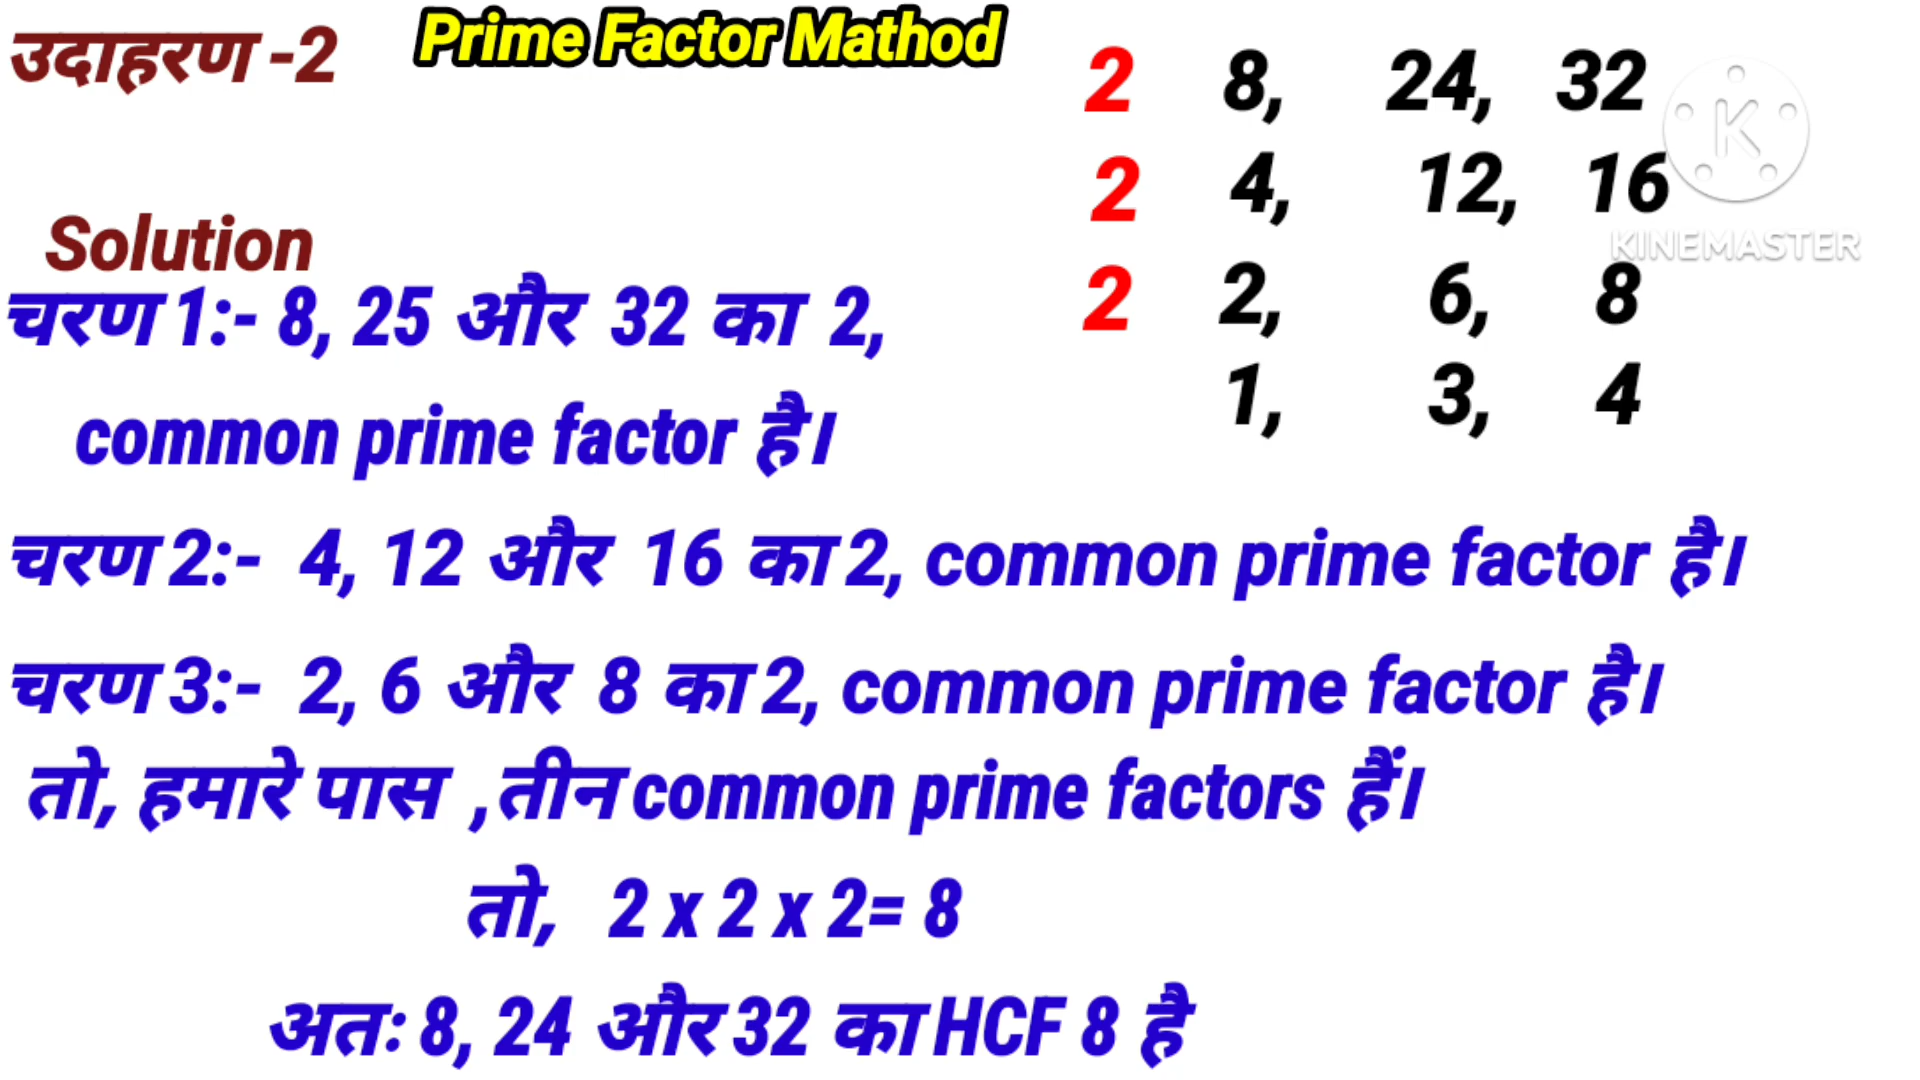 उदाहरण -2
Prime Factor Mathod
2 8, 24, 32
2 4, 12, 16
KINEMASTER
2 2, 6, 8
1, 3, 4
Solution
चरण 1:- 8, 25 और 32 का 2,
common prime factor है।
चरण 2:- 4, 12 और 16 का 2, common prime factor है।
चरण 3:- 2, 6 और 8 का 2, common prime factor है।
तो, हमारे पास ,तीन common prime factors हैं।
तो, 2 x 2 x 2= 8
अतः 8, 24 और 32 का HCF 8 है